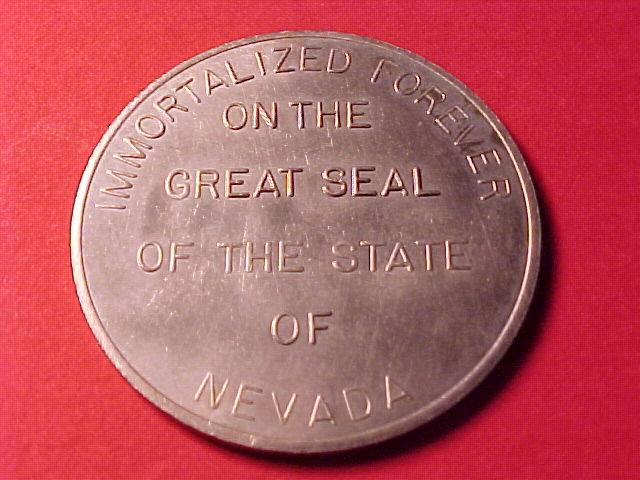 IMMORTALIZED FOREVER
ON THE
GREAT SEAL
OF THE STATE
OF
NEVADA